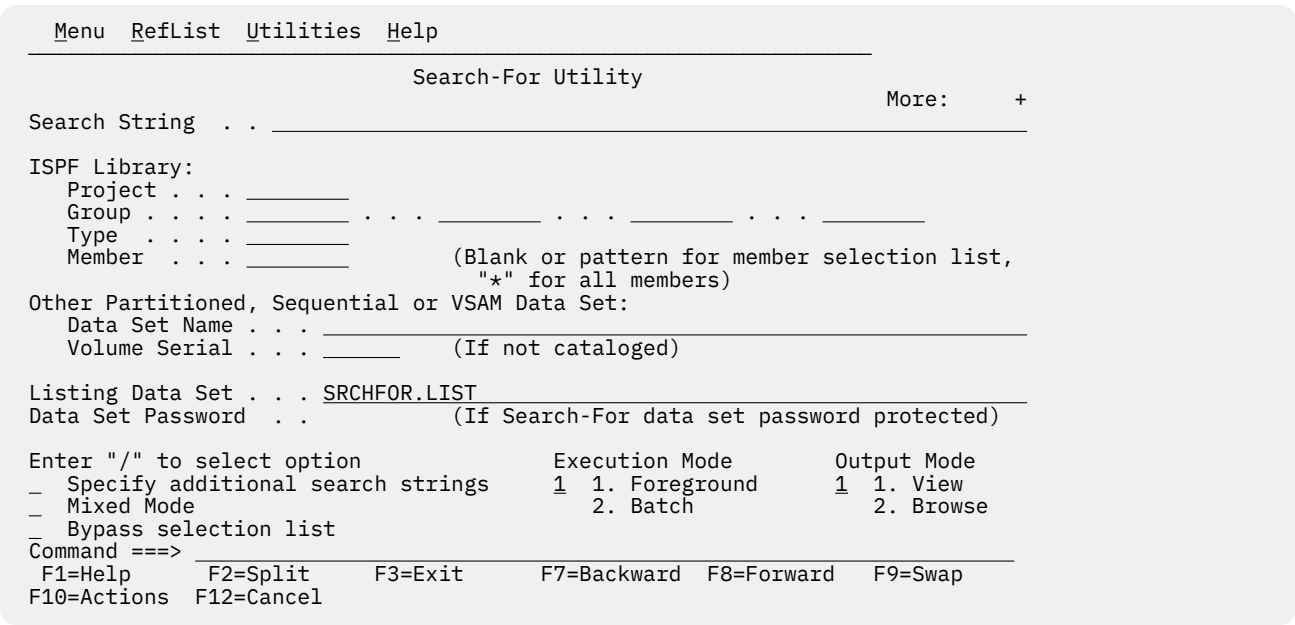 Menu RefList Utilities Help
Search-For Utility
More: +
Search String . .
ISPF Library:
Project . . .
Group . . . . . . . . . . . . .
Type . . . .
Member . . . (Blank or pattern for member selection list,
"*" for all members)
Other Partitioned, Sequential or VSAM Data Set:
Data Set Name . . .
Volume Serial . . . (If not cataloged)
Listing Data Set . . . SRCHFOR.LIST
Data Set Password . . (If Search-For data set password protected)
Enter "/" to select option Execution Mode Output Mode
_ Specify additional search strings 1 1. Foreground 1 1. View
_ Mixed Mode 2. Batch 2. Browse
_ Bypass selection list
Command ===>
F1=Help F2=Split F3=Exit F7=Backward F8=Forward F9=Swap
F10=Actions F12=Cancel